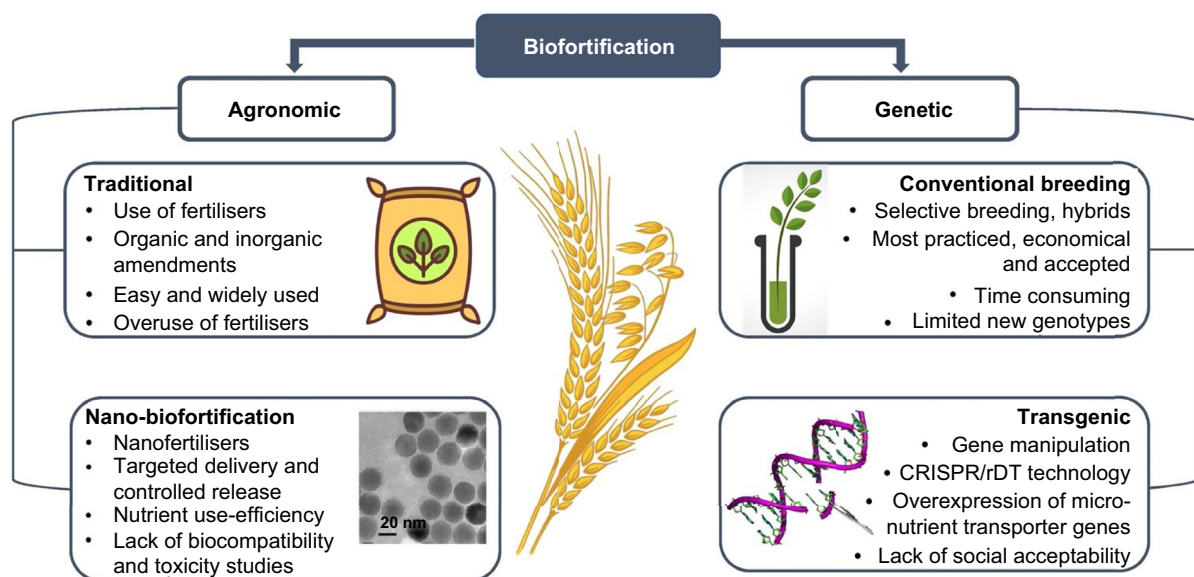 Biofortification
Agronomic
Genetic
Traditional
• Use of fertilisers
• Organic and inorganic
amendments
• Easy and widely used
• Overuse of fertilisers
Conventional breeding
• Selective breeding, hybrids
• Most practiced, economical
and accepted
• Time consuming
• Limited new genotypes
Nano-biofortification
• Nanofertilisers
• Targeted delivery and
controlled release
• Nutrient use-efficiency
• Lack of biocompatibility
and toxicity studies
20 nm
Transgenic
• Gene manipulation
• CRISPR/rDT technology
• Overexpression of micro-
nutrient transporter genes
• Lack of social acceptability